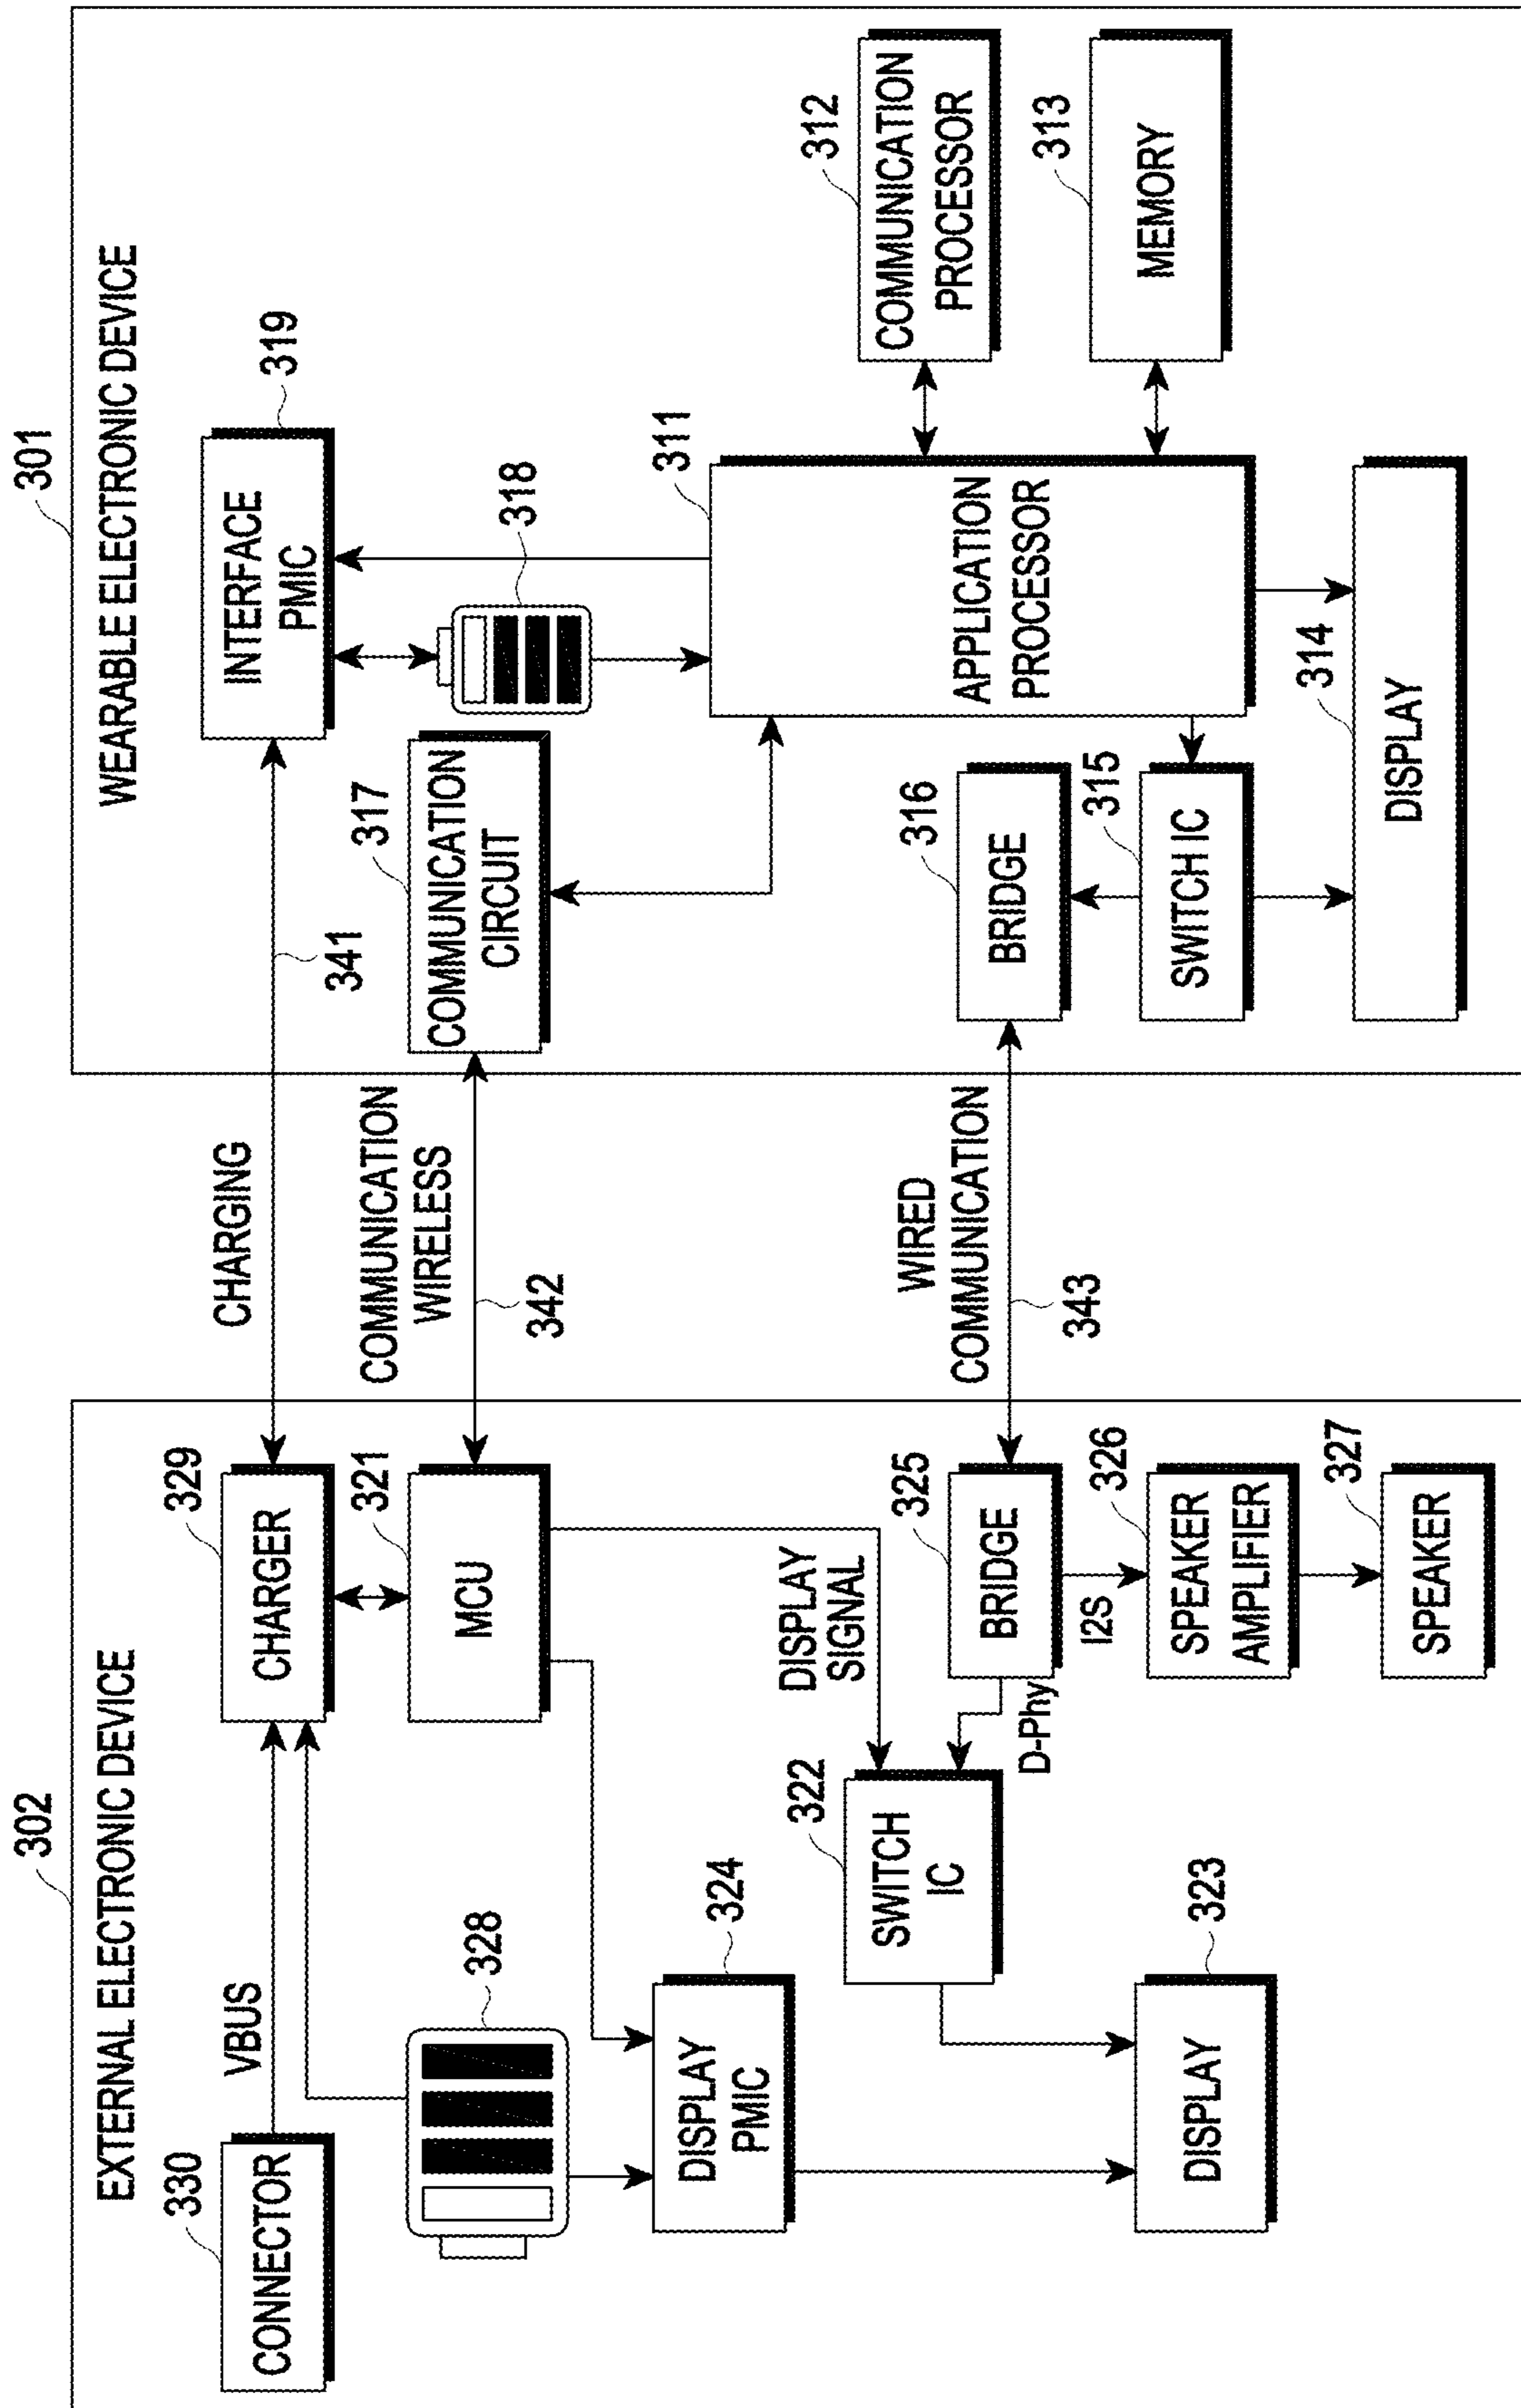 302
EXTERNAL ELECTRONIC DEVICE
330
CONNECTOR
VBUS
329
CHARGER
321
MCU
328
324
DISPLAY
PMIC
DISPLAY
SIGNAL
322
SWITCH
IC
D-Phy
325
BRIDGE
I2S
326
SPEAKER
AMPLIFIER
327
SPEAKER
323
DISPLAY
CHARGING
341
COMMUNICATION
WIRELESS
342
WIRED
COMMUNICATION
343
301
WEARABLE ELECTRONIC DEVICE
319
INTERFACE
PMIC
318
317
COMMUNICATION
CIRCUIT
311
APPLICATION
PROCESSOR
312
COMMUNICATION
PROCESSOR
313
MEMORY
316
BRIDGE
315
SWITCH IC
314
DISPLAY